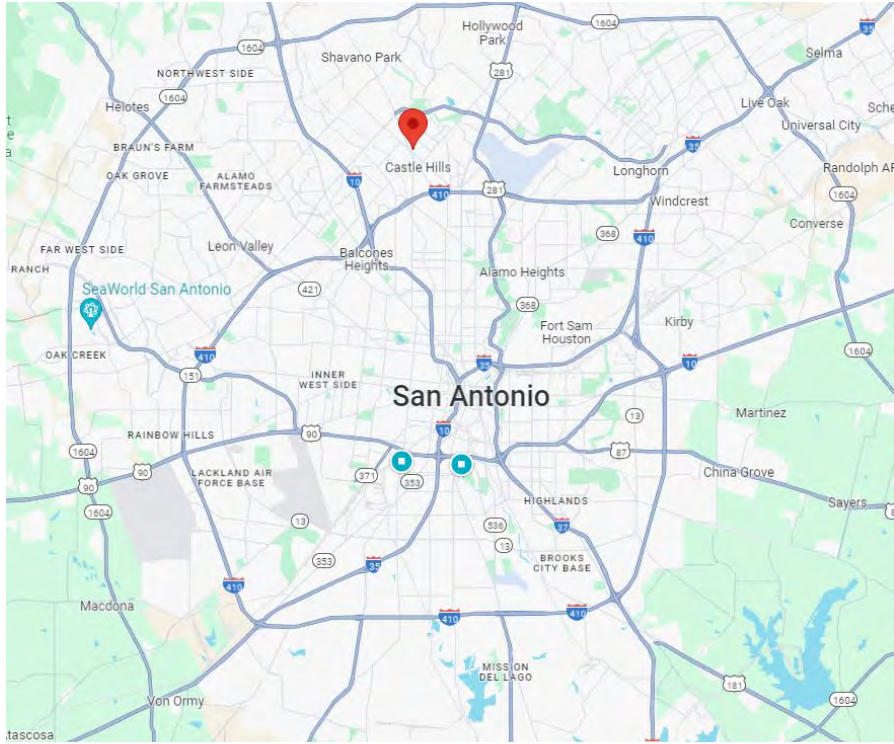 Hollywood
Park
35
1604
Selma
Shavano Park
1604
NORTHWEST SIDE
281
1604
Live Oak
Helotes
Universal City
BRAUN'S FARM
35
Castle Hills
Longhorn
OAK GROVE
ALAMO
FARMSTEADS
10
410
281
Randolph AF
1604
Windcrest
Converse
368
410
FAR WEST SIDE
Leon Valley
Balcones
Heights
RANCH
Alamo Heights
SeaWorld San Antonio
421
368
Fort Sam
Houston
Kirby
OAK CREEK
410
35
10
1604
151
INNER
WEST SIDE
San Antonio
13
Martinez
RAINBOW HILLS
90
10
1604
90
87
China Grove
LACKLAND AIR
FORCE BASE
371
353
90
Sayers
HIGHLANDS
1604
13
536
37
13
353
35
BROOKS
CITY BASE
410
Macdona
410
410
MISSION
DEL LAGO
181
Von Ormy
1604